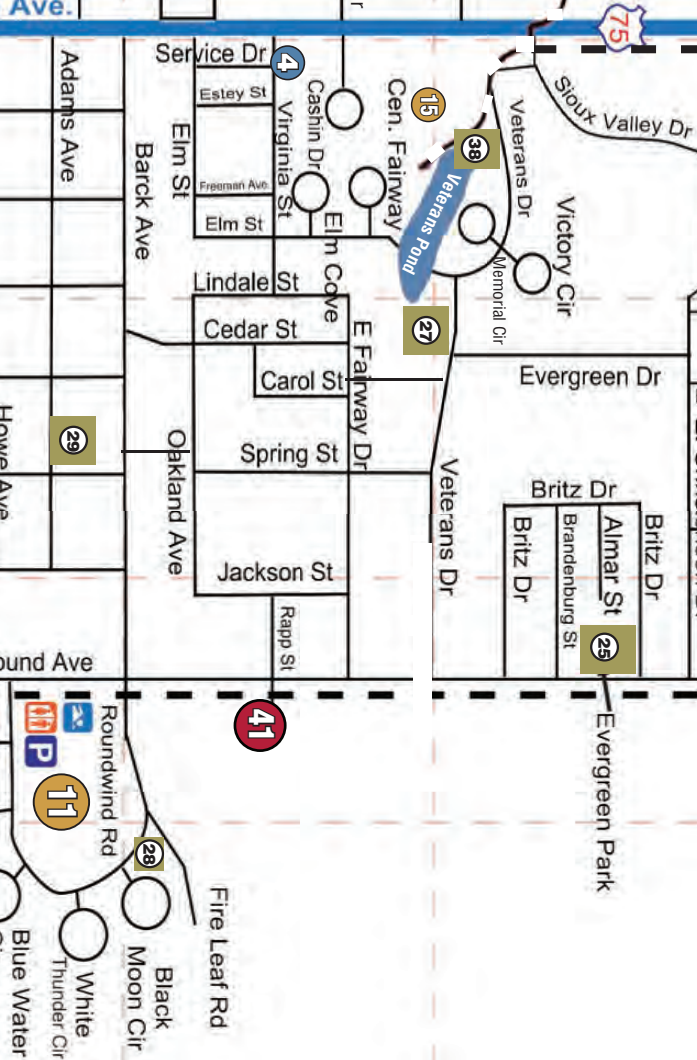 Ave.
75
Service Dr
4
Adams Ave
Estey St
Cashin Dr
Cen. Fairway
15
Sioux Valley Dr
Veterans Dr
Virginia St
Elm St
Barck Ave
38
Freeman Ave.
Veterans Pond
Victory Cir
Elm St
Elm Cove
Memorial Cir
Lindale St
Cedar St
27
E Fairway Dr
Carol St
Evergreen Dr
Howe Ave
29
Oakland Ave
Spring St
Veterans Dr
Britz Dr
Britz Dr
Brandenburg St
Almar St
Britz Dr
Jackson St
Rapp St
25
ound Ave
41
Evergreen Park
P
Roundwind Rd
11
28
Fire Leaf Rd
Black
Moon Cir
White
Thunder Cir
Blue Water